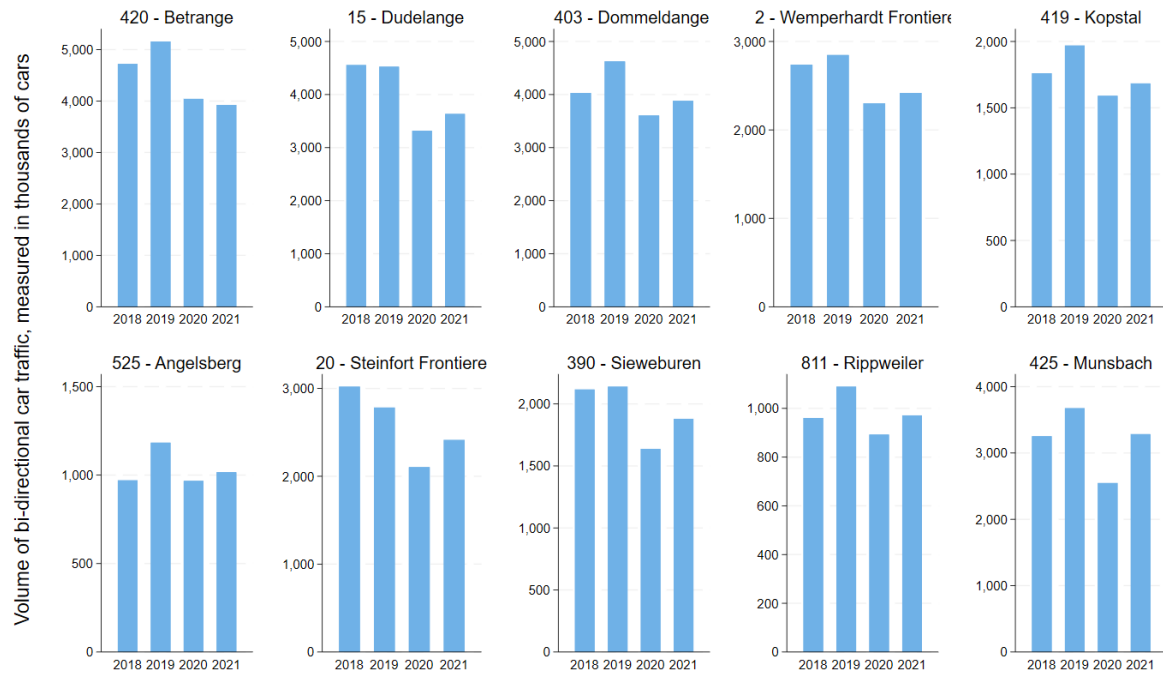 Volume of bi-directional car traffic, measured in thousands of cars
420 - Betrange
5,000
4,000
3,000
2,000
1,000
0
2018 2019 2020 2021
15 - Dudelange
5,000
4,000
3,000
2,000
1,000
0
2018 2019 2020 2021
403 - Dommeldange
5,000
4,000
3,000
2,000
1,000
0
2018 2019 2020 2021
2 - Wemperhardt Frontiere
3,000
2,000
1,000
0
2018 2019 2020 2021
419 - Kopstal
2,000
1,500
1,000
500
0
2018 2019 2020 2021
525 - Angelsberg
1,500
1,000
500
0
2018 2019 2020 2021
20 - Steinfort Frontiere
3,000
2,000
1,000
0
2018 2019 2020 2021
390 - Sieweburen
2,000
1,500
1,000
500
0
2018 2019 2020 2021
811 - Rippweiler
1,000
800
600
400
200
0
2018 2019 2020 2021
425 - Munsbach
4,000
3,000
2,000
1,000
0
2018 2019 2020 2021